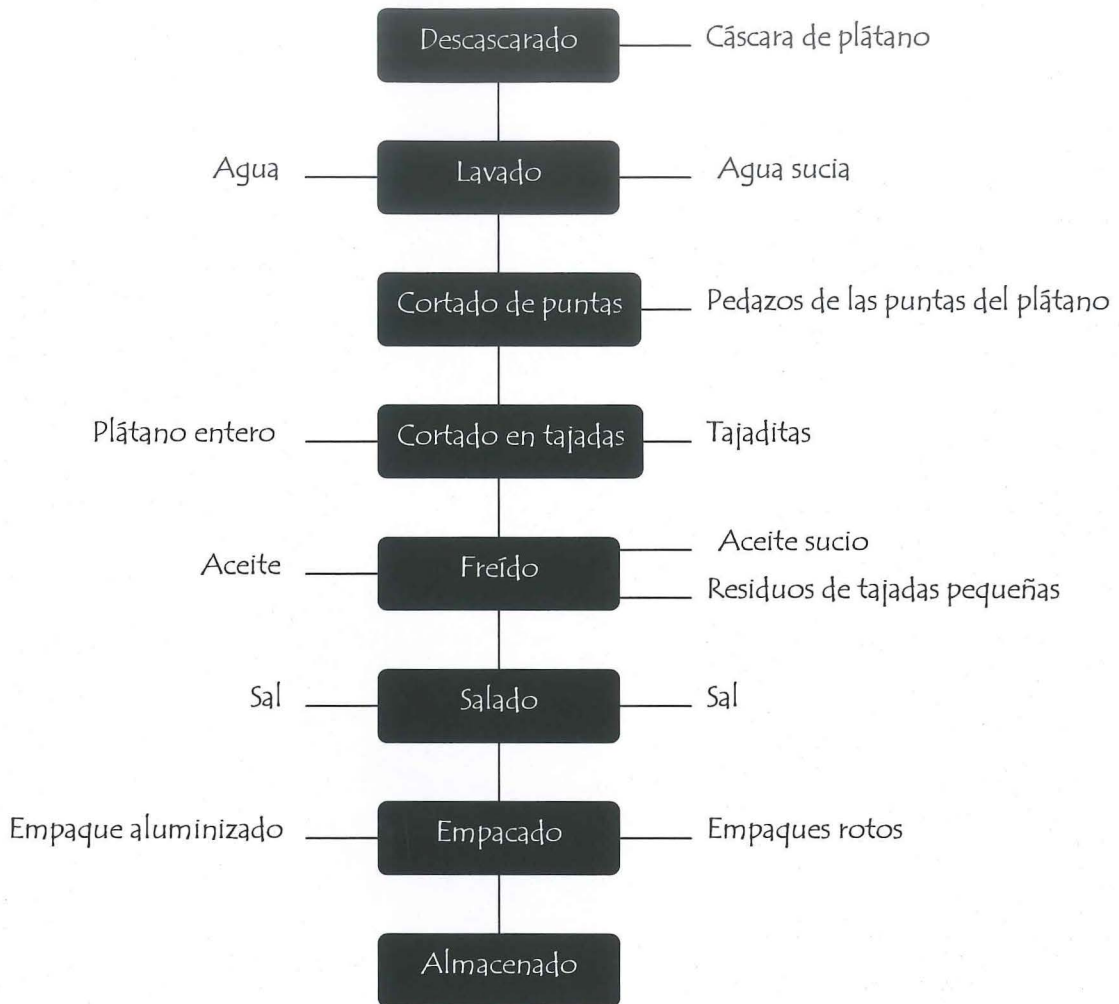 Descascarado
Cáscara de plátano
Agua
Lavado
Agua sucia
Cortado de puntas
Pedazos de las puntas del plátano
Plátano entero
Cortado en tajadas
Tajaditas
Aceite
Freído
Aceite sucio
Residuos de tajadas pequeñas
Sal
Salado
Sal
Empaque aluminizado
Empacado
Empaques rotos
Almacenado